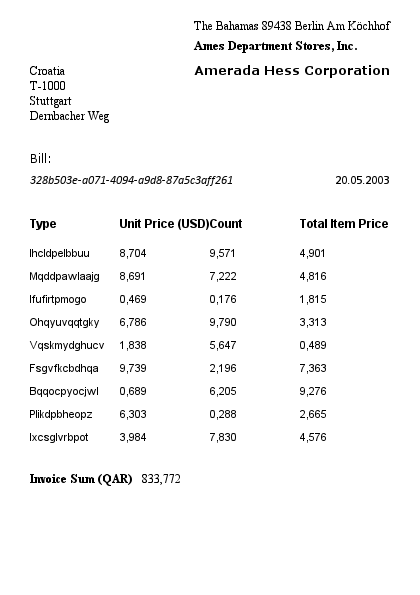 The Bahamas 89438 Berlin Am Köchhof
Ames Department Stores, Inc.
Amerada Hess Corporation
Croatia
T-1000
Stuttgart
Dernbacher Weg
Bill:
328b503e-a071-4094-a9d8-87a5c3aff261 20.05.2003
Type Unit Price (USD)Count Total Item Price
Ihcldpelbbuu 8,704 9,571 4,901
Mqddpawlaajg 8,691 7,222 4,816
Ifufirtpmogo 0,469 0,176 1,815
Ohqyuvqqtgky 6,786 9,790 3,313
Vqskmydghucv 1,838 5,647 0,489
Fsgvfkcbdhqa 9,739 2,196 7,363
Bqqocpyocjwl 0,689 6,205 9,276
Plikdpbheopz 6,303 0,288 2,665
Ixcsglvrbpot 3,984 7,830 4,576
Invoice Sum (QAR) 833,772